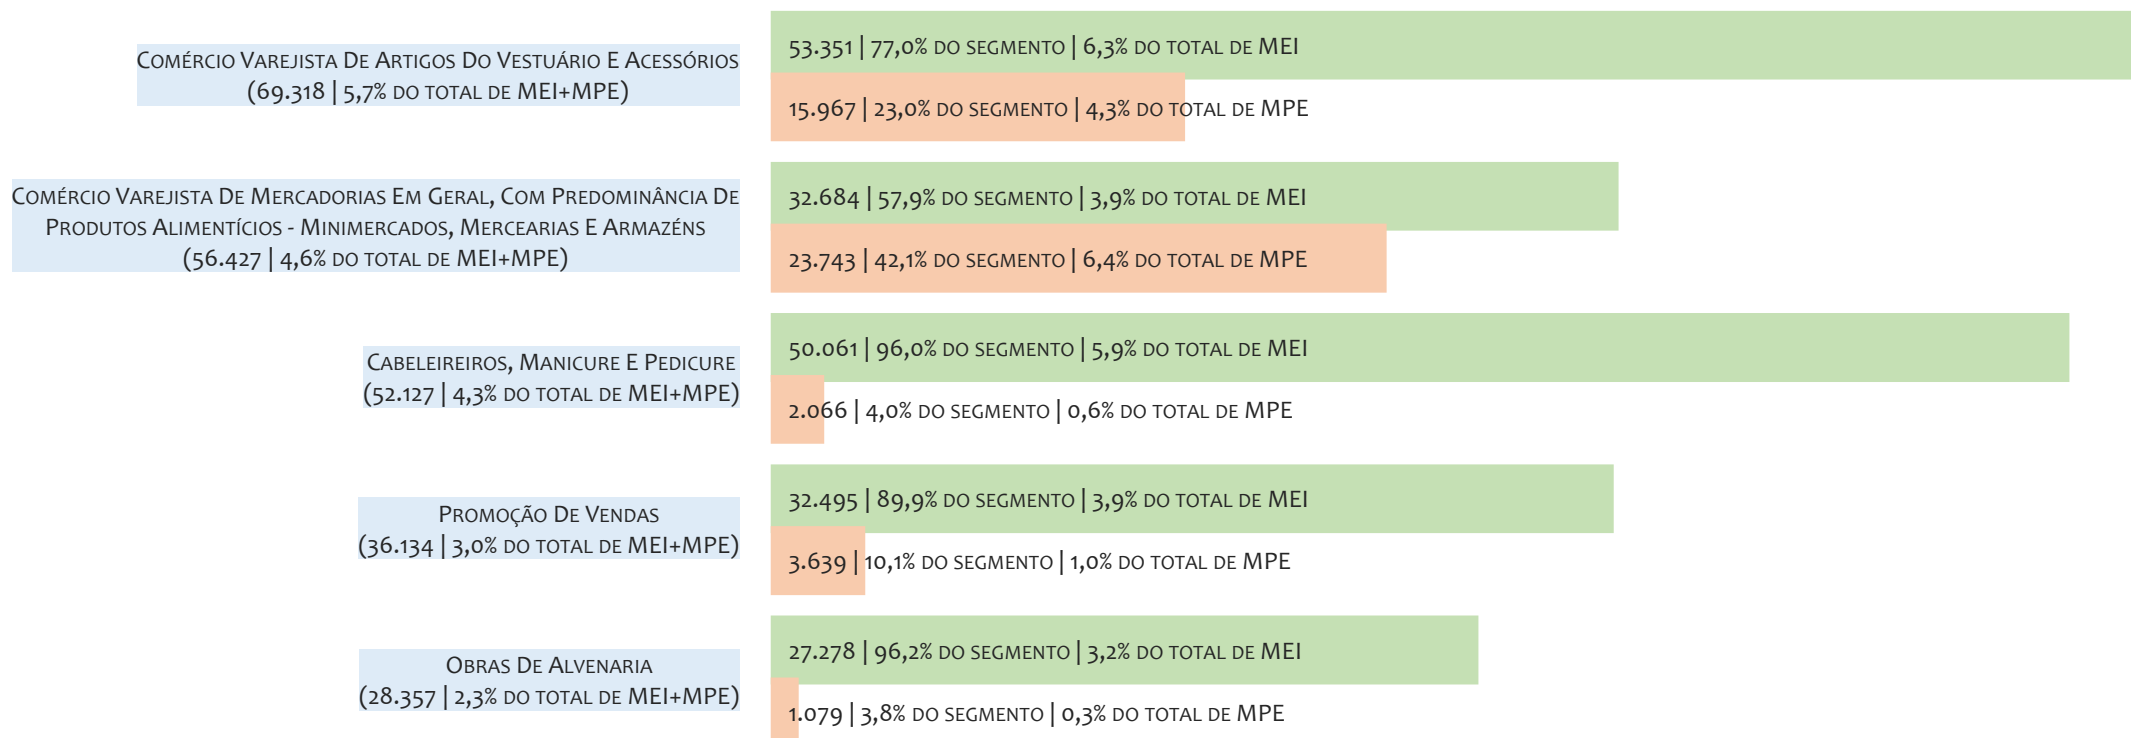 Comércio Varejista De Artigos Do Vestuário E Acessórios
(69.318 | 5,7% do total de MEI+MPE)
53.351 | 77,0% do segmento | 6,3% do total de MEI
15.967 | 23,0% do segmento | 4,3% do total de MPE
Comércio Varejista De Mercadorias Em Geral, Com Predominância De
Produtos Alimentícios - Minimercados, Mercearias E Armazéns
(56.427 | 4,6% do total de MEI+MPE)
32.684 | 57,9% do segmento | 3,9% do total de MEI
23.743 | 42,1% do segmento | 6,4% do total de MPE
Cabeleireiros, Manicure E Pedicure
(52.127 | 4,3% do total de MEI+MPE)
50.061 | 96,0% do segmento | 5,9% do total de MEI
2.066 | 4,0% do segmento | 0,6% do total de MPE
Promoção De Vendas
(36.134 | 3,0% do total de MEI+MPE)
32.495 | 89,9% do segmento | 3,9% do total de MEI
3.639 | 10,1% do segmento | 1,0% do total de MPE
Obras De Alvenaria
(28.357 | 2,3% do total de MEI+MPE)
27.278 | 96,2% do segmento | 3,2% do total de MEI
1.079 | 3,8% do segmento | 0,3% do total de MPE